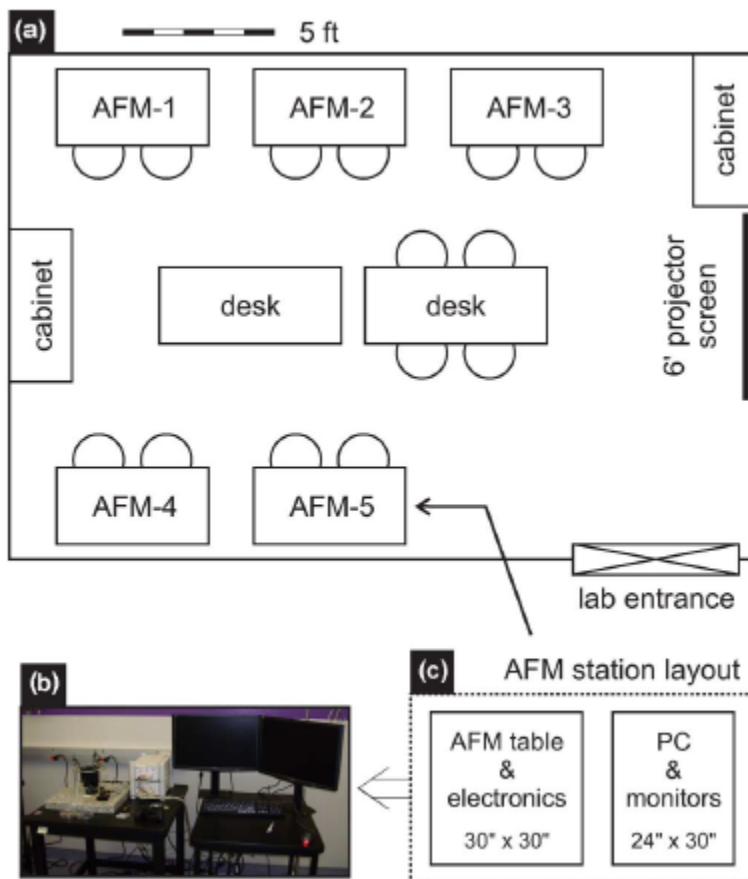 (a)
5 ft
AFM-1
AFM-2
AFM-3
cabinet
cabinet
desk
desk
6' projector
screen
AFM-4
AFM-5
lab entrance
(b)
(c)
AFM station layout
AFM table
&
electronics
30" x 30"
PC
&
monitors
24" x 30"